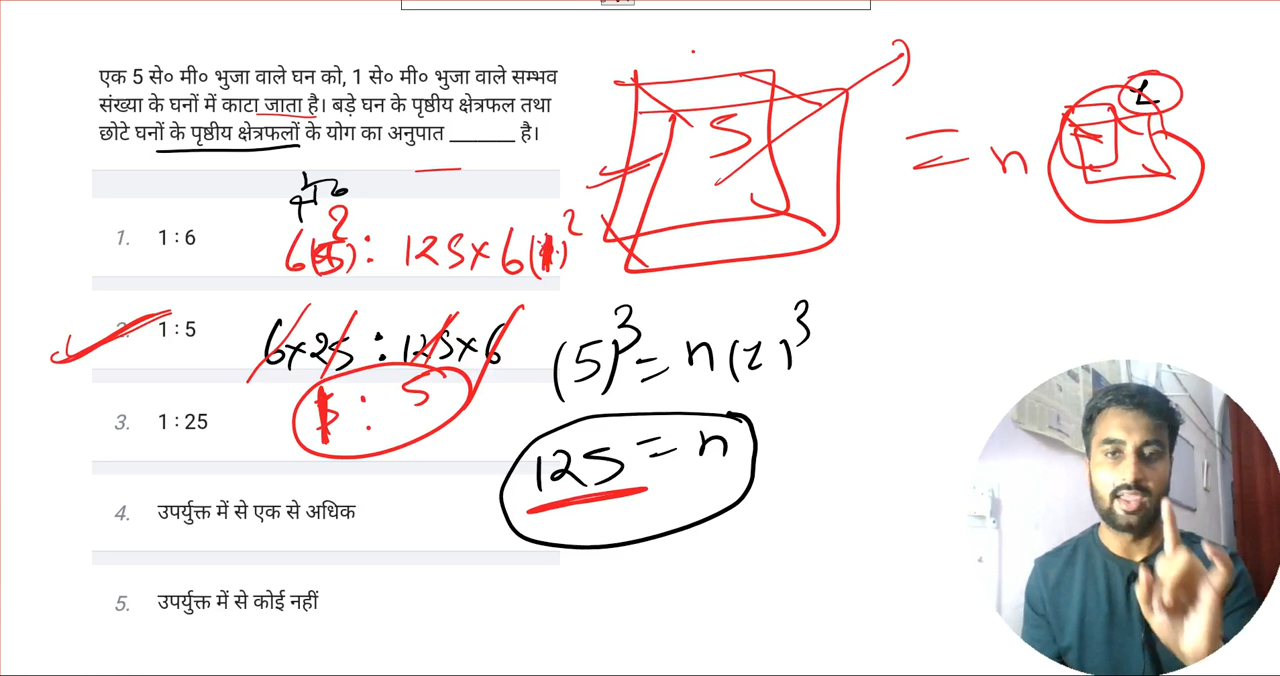 एक 5 से० मी० भुजा वाले घन को, 1 से० मी० भुजा वाले सम्भव
संख्या के घनों में काटा जाता है। बड़े घन के पृष्ठीय क्षेत्रफल तथा
छोटे घनों के पृष्ठीय क्षेत्रफलों के योग का अनुपात ______ है।
5
= n
1
6(5)² : 125×6(1)²
1. 1 : 6
2. 1 : 5
6×25 : 125×6
(5)³ = n(1)³
1 : 5
3. 1 : 25
125 = n
4. उपर्युक्त में से एक से अधिक
5. उपर्युक्त में से कोई नहीं